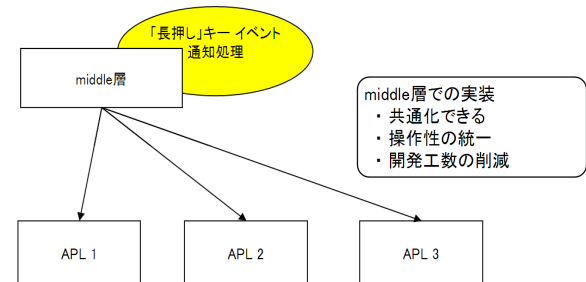 「長押し」キー イベント
通知処理
middle層
middle層での実装
・ 共通化できる
・ 操作性の統一
・ 開発工数の削減
APL 1
APL 2
APL 3